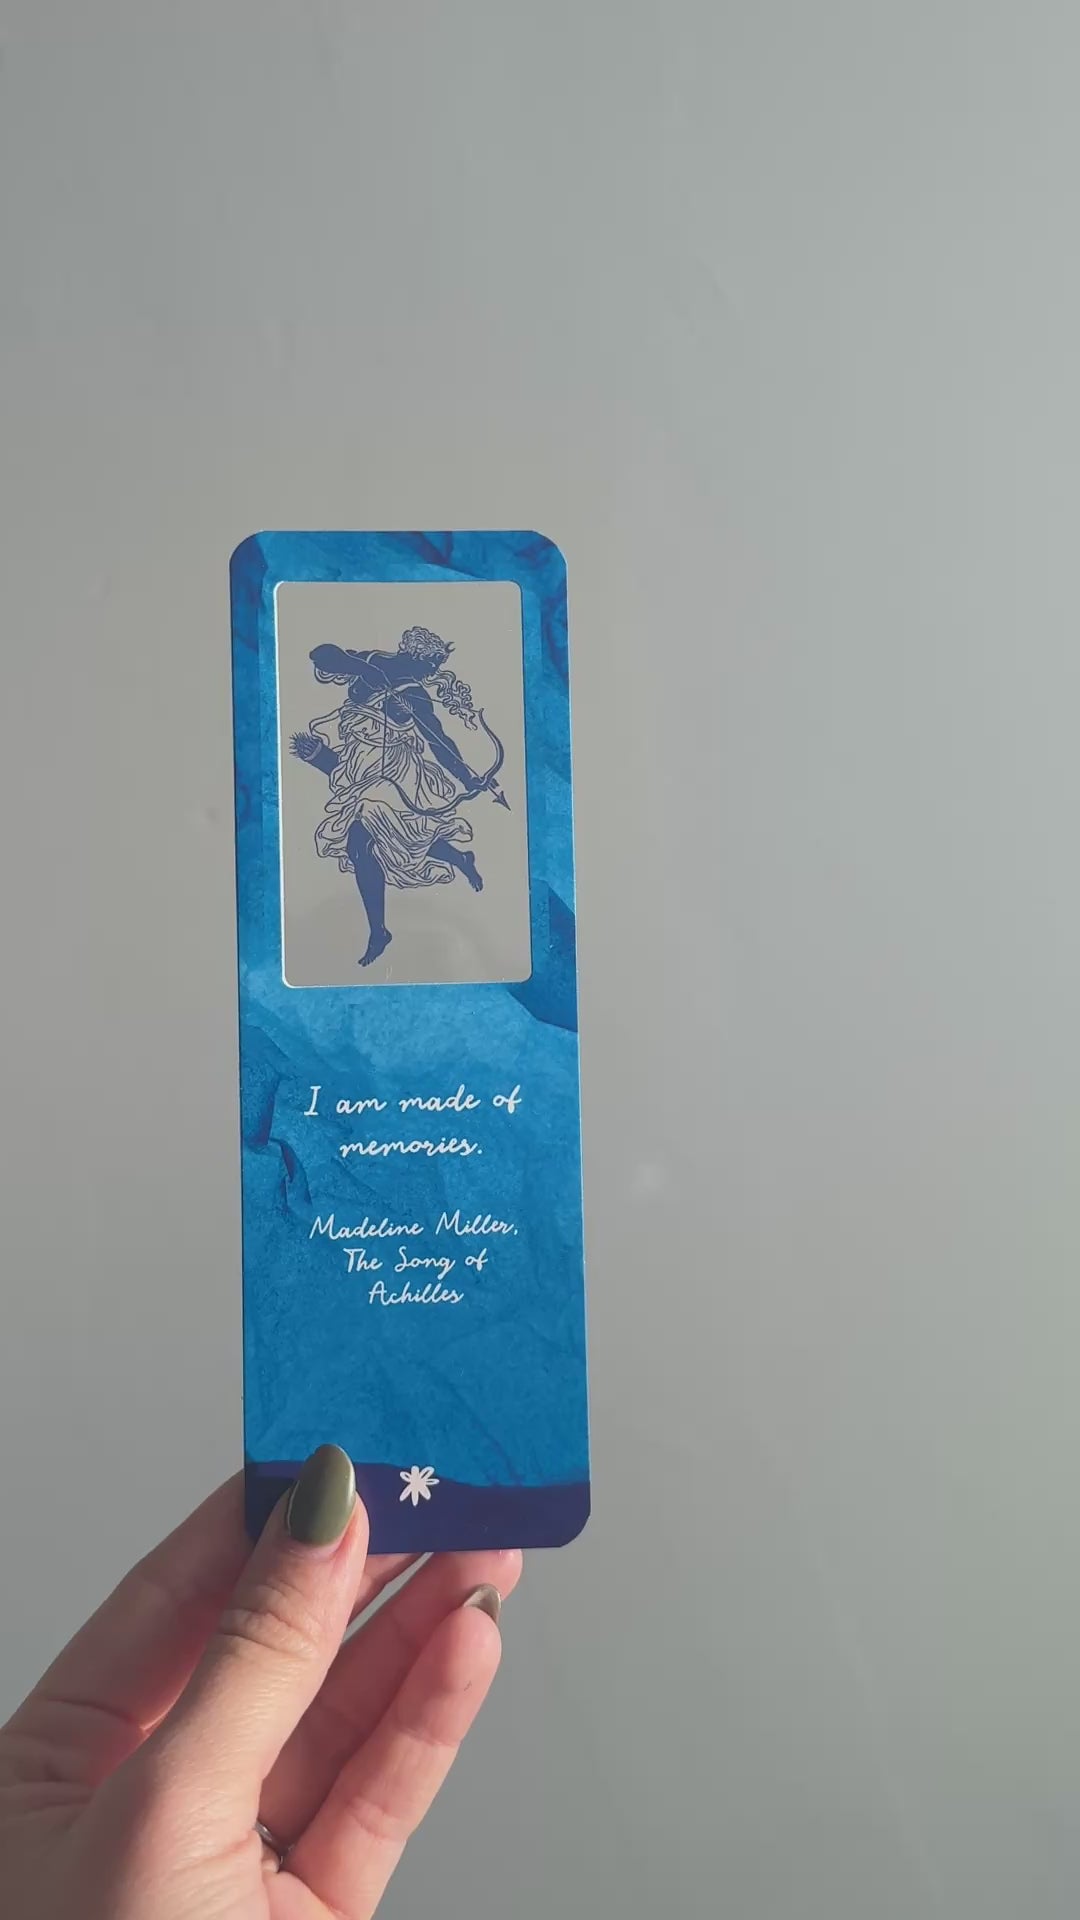 I am made of
memories.
Madeline Miller,
The Song of
Achilles